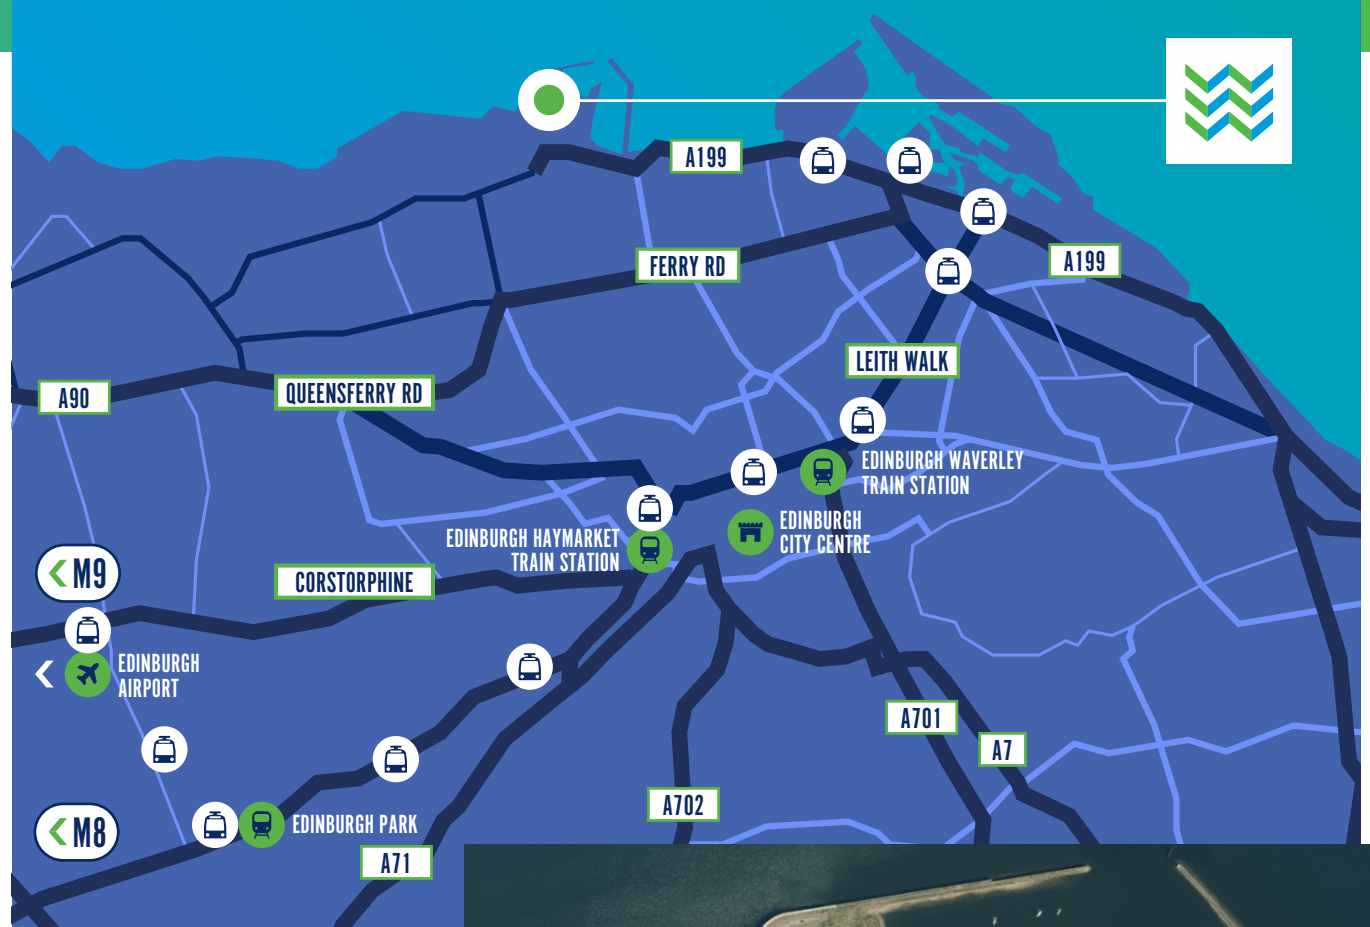 A199
FERRY RD
A199
LEITH WALK
A90
QUEENSFERRY RD
EDINBURGH WAVERLEY
TRAIN STATION
EDINBURGH
CITY CENTRE
EDINBURGH HAYMARKET
TRAIN STATION
M9
CORSTORPHINE
EDINBURGH
AIRPORT
A701
A7
A702
M8
EDINBURGH PARK
A71